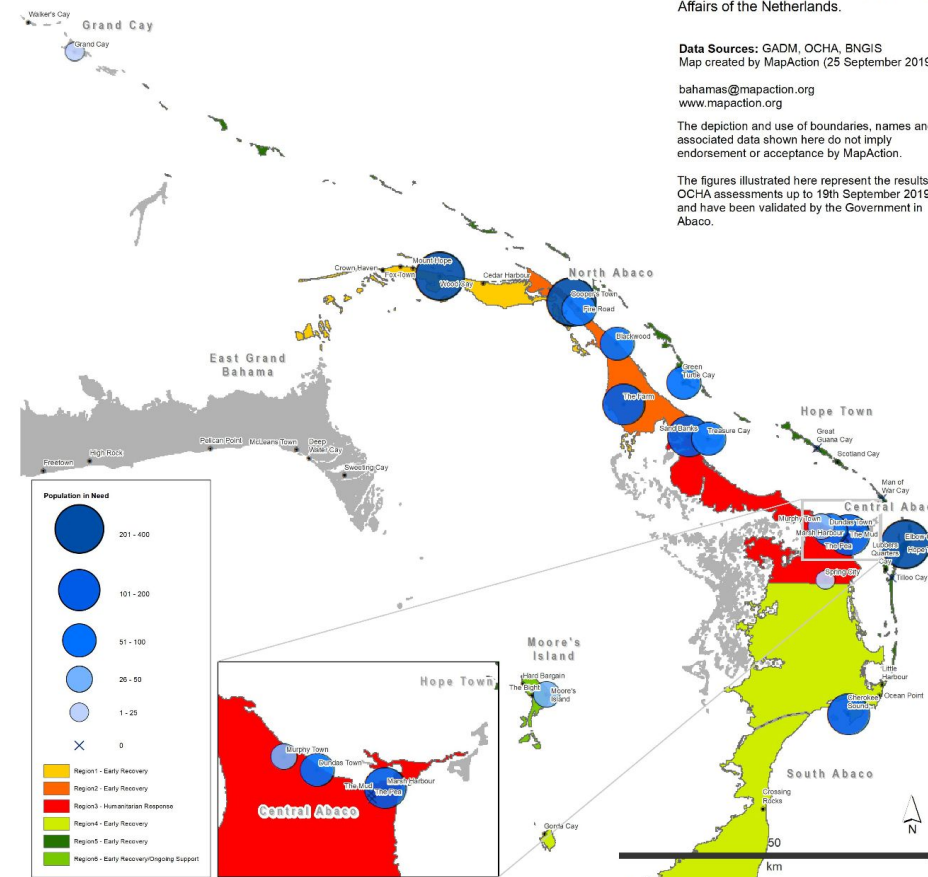 Affairs of the Netherlands.
Data Sources: GADM, OCHA, BNGIS
Map created by MapAction (25 September 2019
bahamas@mapaction.org
www.mapaction.org
The depiction and use of boundaries, names an
associated data shown here do not imply
endorsement or acceptance by MapAction.
The figures illustrated here represent the results
OCHA assessments up to 19th September 2019
and have been validated by the Government in
Abaco.
Walker's Cay
Grand Cay
Grand Cay
Crown Haven
Fox Town
Mount Hope
Wood Cay
Cedar Harbour
North Abaco
Cooper's Town
Fire Road
Blackwood
Green
Turtle Cay
East Grand
Bahama
The Farm
Sand Banks
Treasure Cay
Hope Town
Great
Guana Cay
Scotland Cay
Man of
War Cay
Pelican Point
McLeans Town
Deep
Water Cay
High Rock
Freetown
Sweeting Cay
Central Abac
Murphy Town
Dundas Town
Marsh Harbour
The Mud
The Pea
Elbow
Hope
Lubbers
Quarters
Cay
Tilloo Cay
Spring City
Population in Need
201 - 400
101 - 200
51 - 100
26 - 50
1 - 25
0
Region1 - Early Recovery
Region2 - Early Recovery
Region3 - Humanitarian Response
Region4 - Early Recovery
Region5 - Early Recovery
Region6 - Early Recovery/Ongoing Support
Moore's
Island
Hard Bargain
The Bight
Moore's
Island
Little
Harbour
Ocean Point
Cherokee
Sound
Hope Town
Murphy Town
Dundas Town
The Mud
Marsh Harbour
The Pea
Central Abaco
South Abaco
Crossing
Rocks
Gorda Cay
N
50
km